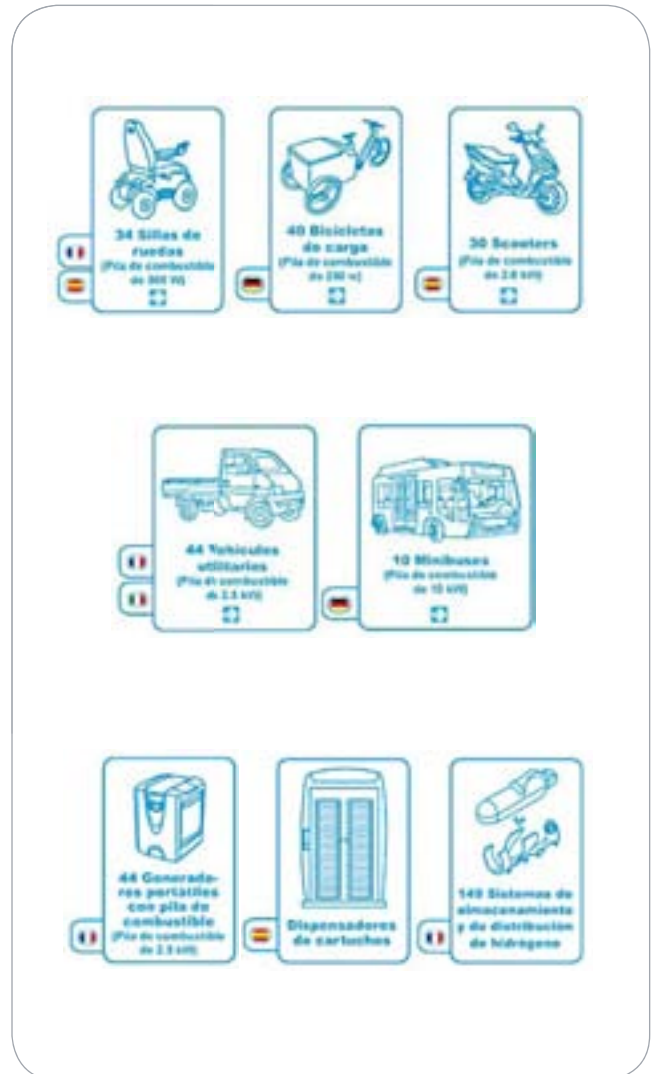 34 Sillas de
ruedas
(Pila de combustible
de 300 W)
40 Bicicletas
de carga
(Pila de combustible
de 250 w)
30 Scooters
(Pila de combustible
de kW)
44 Vehículos
utilitarios
(Pila de combustible
de 2.5 kW)
10 Minibuses
(Pila de combustible
de 10 kW)
44 Generado-
res portátiles
con pila de
combustible
(Pila de combustible
de 2.5 kW)
Dispensadores
de cartuchos
149 Sistemas de
almacenamiento
y de distribución
de hidrógeno